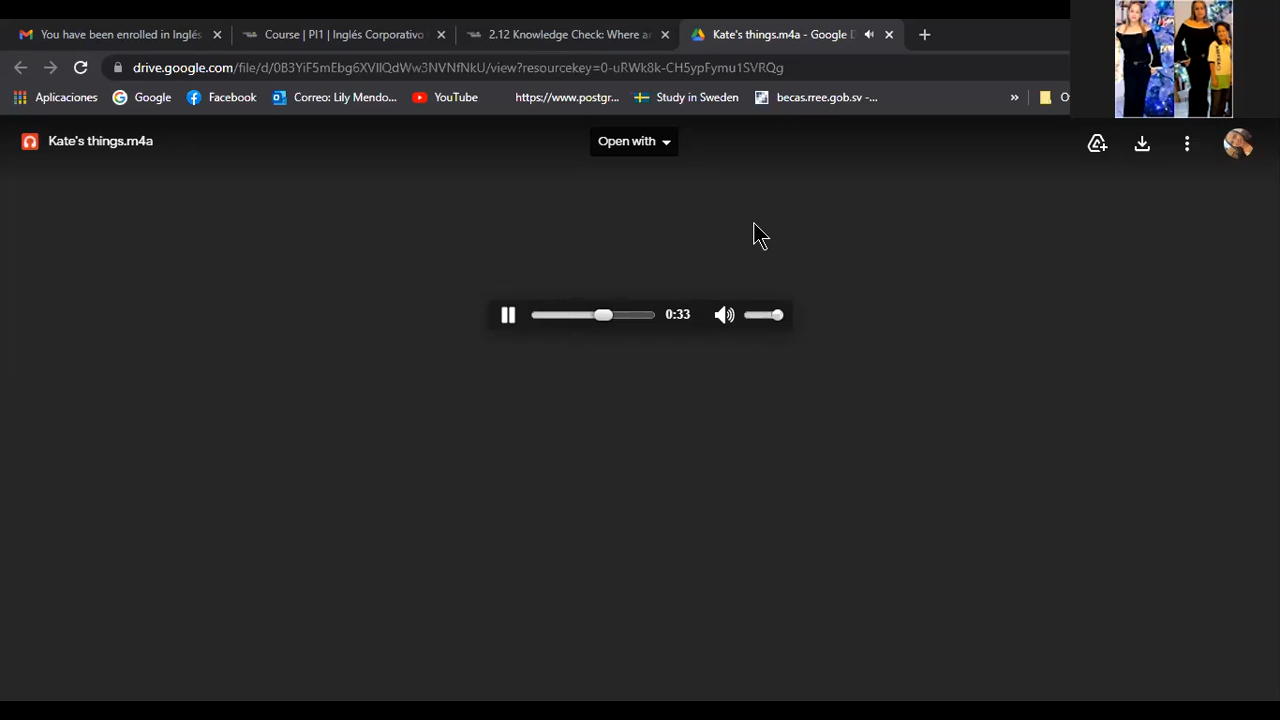 You have been enrolled in Inglés
Course | PI1 | Inglés Corporativo
2.12 Knowledge Check: Where ar
Kate's things.m4a - Google D
drive.google.com/file/d/0B3YiF5mEbg6XVllQdWw3NVNfNktU/view?resourcekey=0-uRWk8k-CH5ypFymu1SVRQg
Aplicaciones
Google
Facebook
Correo: Lily Mendo...
YouTube
https://www.postgr...
Study in Sweden
becas.rree.gob.sv -...
»
Kate's things.m4a
Open with
0:33